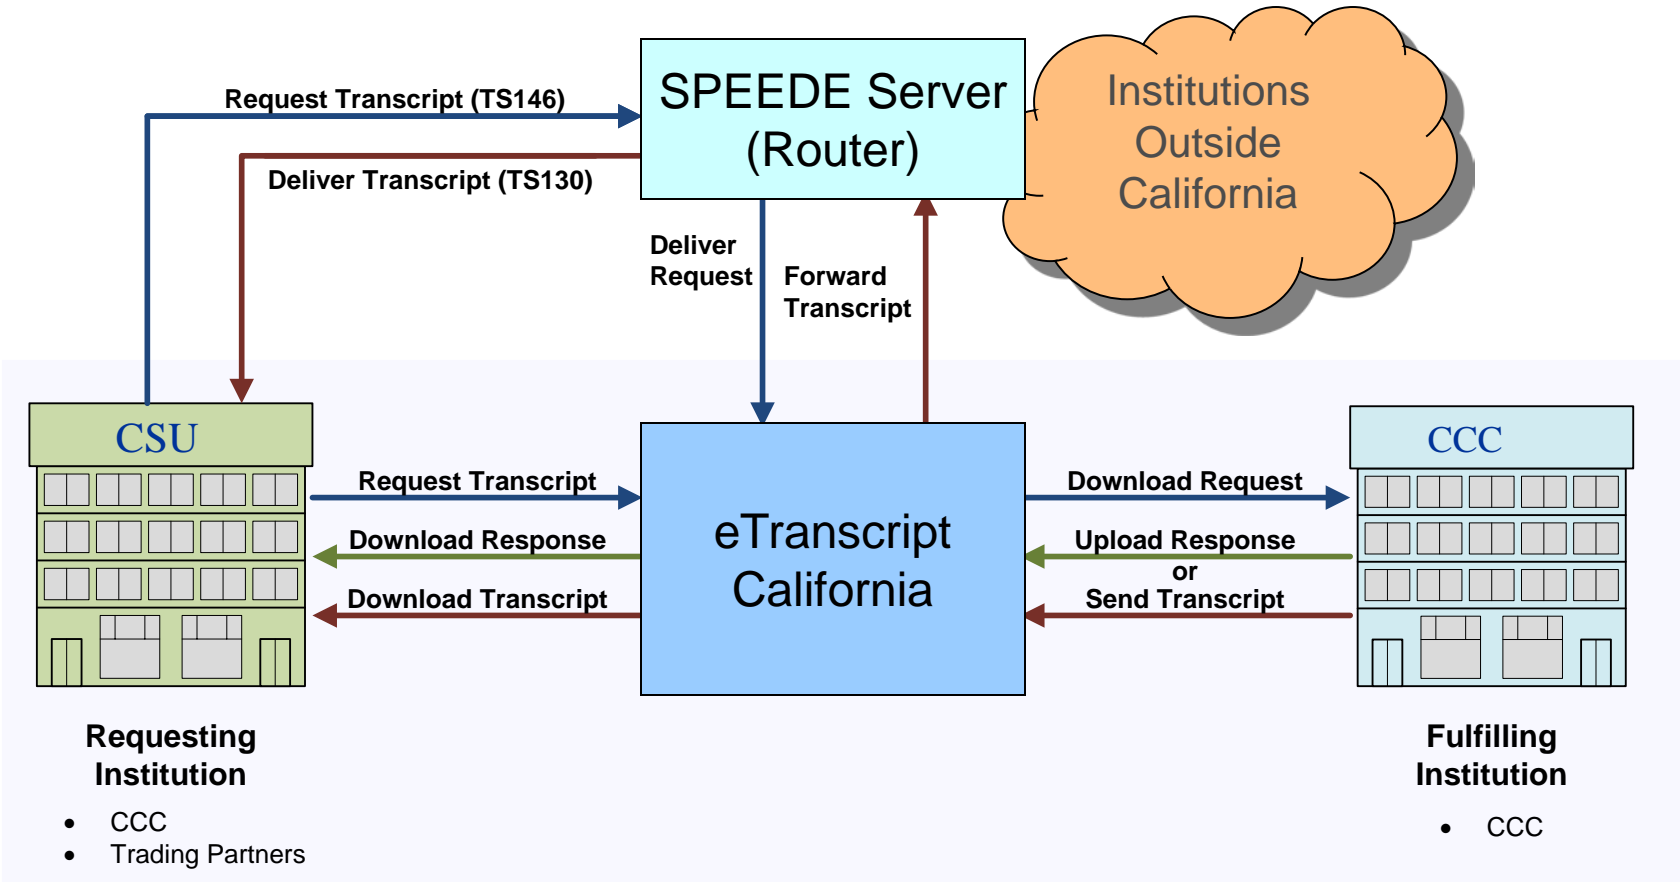 SPEEDE Server
(Router)
Institutions
Outside
California
Request Transcript (TS146)
Deliver Transcript (TS130)
Deliver
Request
Forward
Transcript
CSU
CCC
Request Transcript
Download Response
Download Transcript
eTranscript
California
Download Request
Upload Response
or
Send Transcript
Requesting
Institution
• CCC
• Trading Partners
Fulfilling
Institution
• CCC